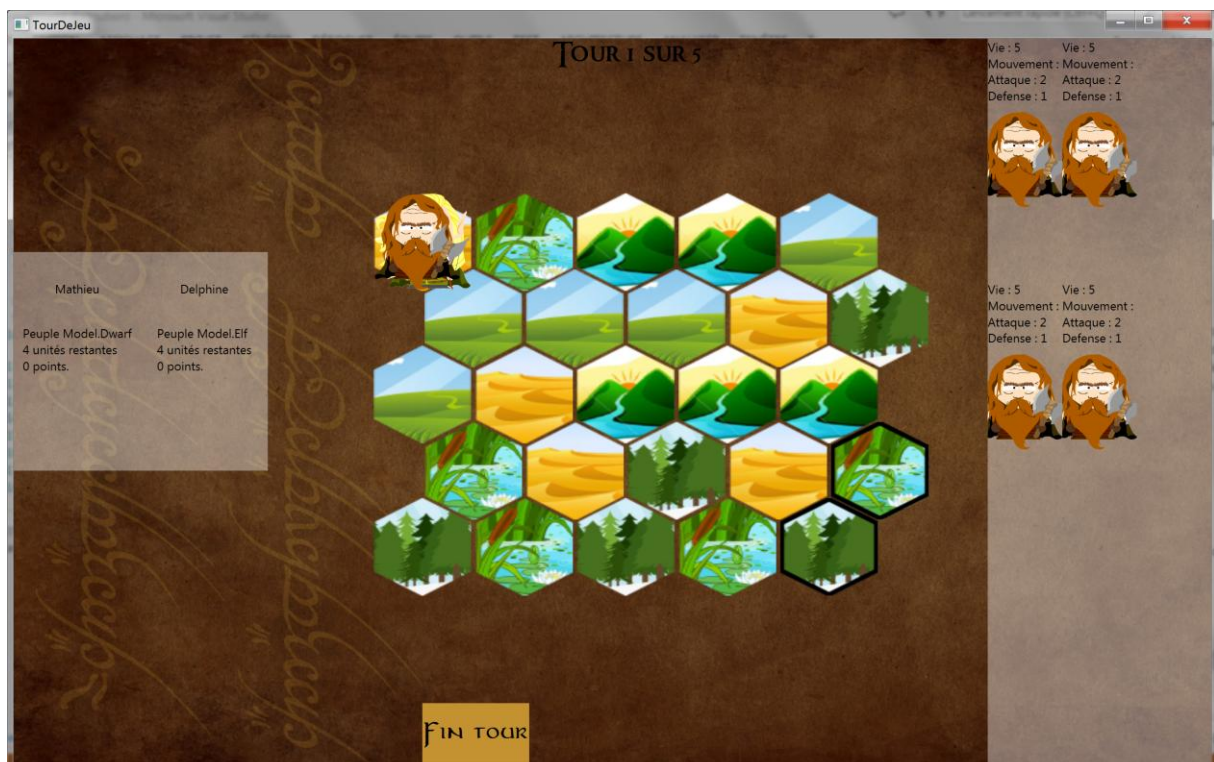 TourDeJeu
Tour 1 sur 5
Mathieu Delphine
Peuple Model.Dwarf Peuple Model.Elf
4 unités restantes 4 unités restantes
0 points. 0 points.
Vie : 5 Vie : 5
Mouvement : Mouvement :
Attaque : 2 Attaque : 2
Defense : 1 Defense : 1
Vie : 5 Vie : 5
Mouvement : Mouvement :
Attaque : 2 Attaque : 2
Defense : 1 Defense : 1
Fin tour